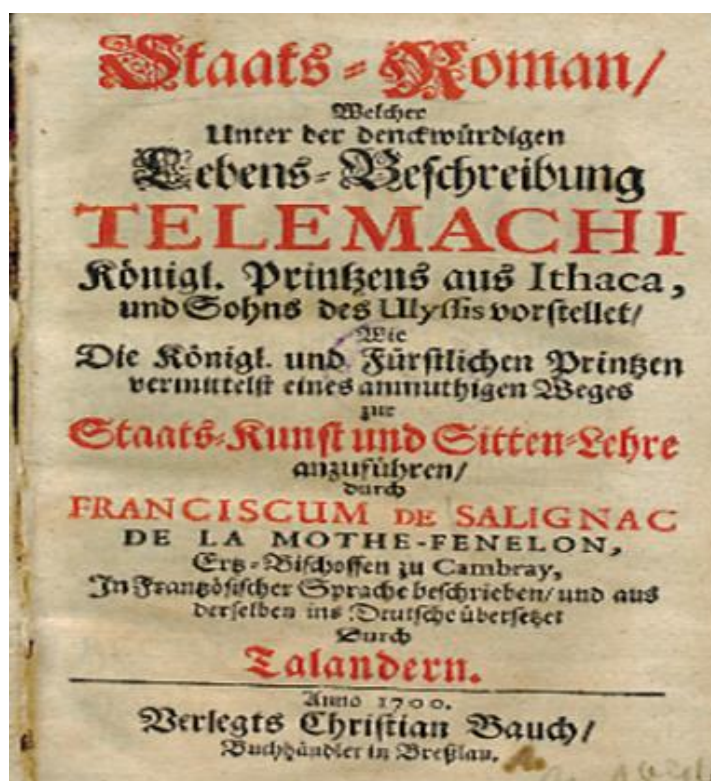 Staats-Roman/
Welcher
Unter der denckwürdigen
Lebens-Beschreibung
TELEMACHI
Königl. Printzens aus Ithaca,
und Sohns des Ulyssis vorstellet/
Wie
Die Königl. und Fürstlichen Printzen
vermittelst eines anmuthigen Weges
zur
Staats-Kunst und Sitten-Lehre
anzuführen/
durch
FRANCISCUM DE SALIGNAC
DE LA MOTHE-FENELON,
Ertz-Bischoffen zu Cambray,
In Frantzösischer Sprache beschrieben/ und aus
derselben ins Deutsche übersetzet
Durch
Talandern.
Anno 1700.
Verlegts Christian Bauch/
Buchhändler in Breßlau.